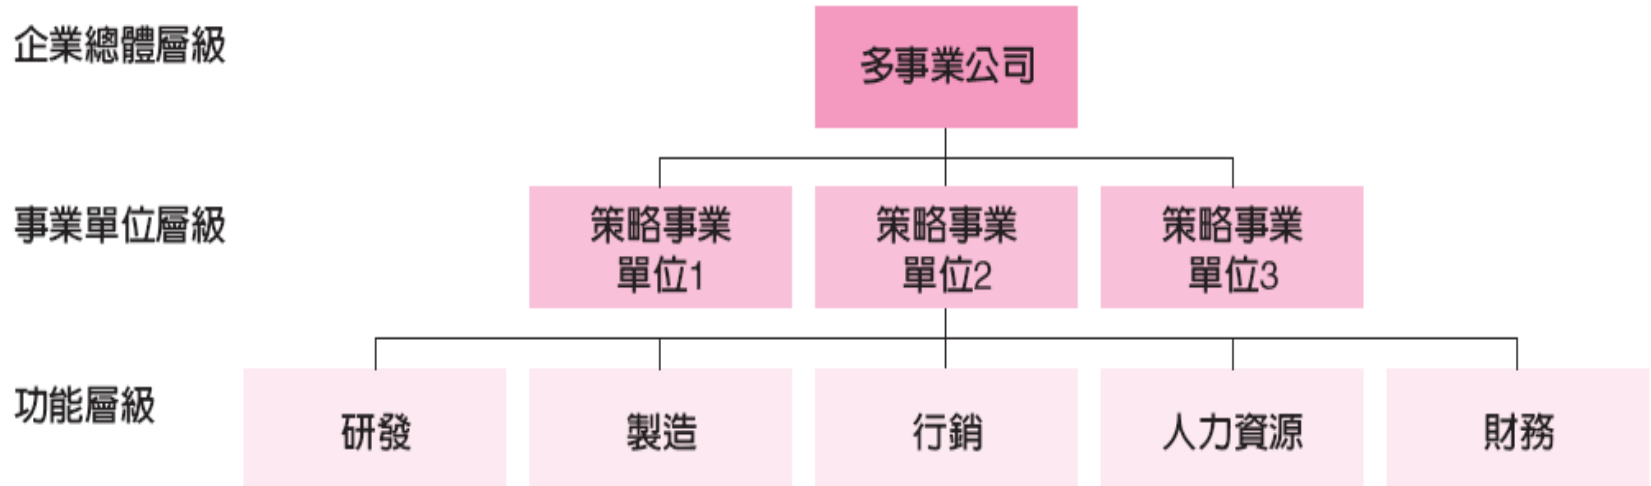 企業總體層級
多事業公司
事業單位層級
策略事業
單位1
策略事業
單位2
策略事業
單位3
功能層級
研發
製造
行銷
人力資源
財務